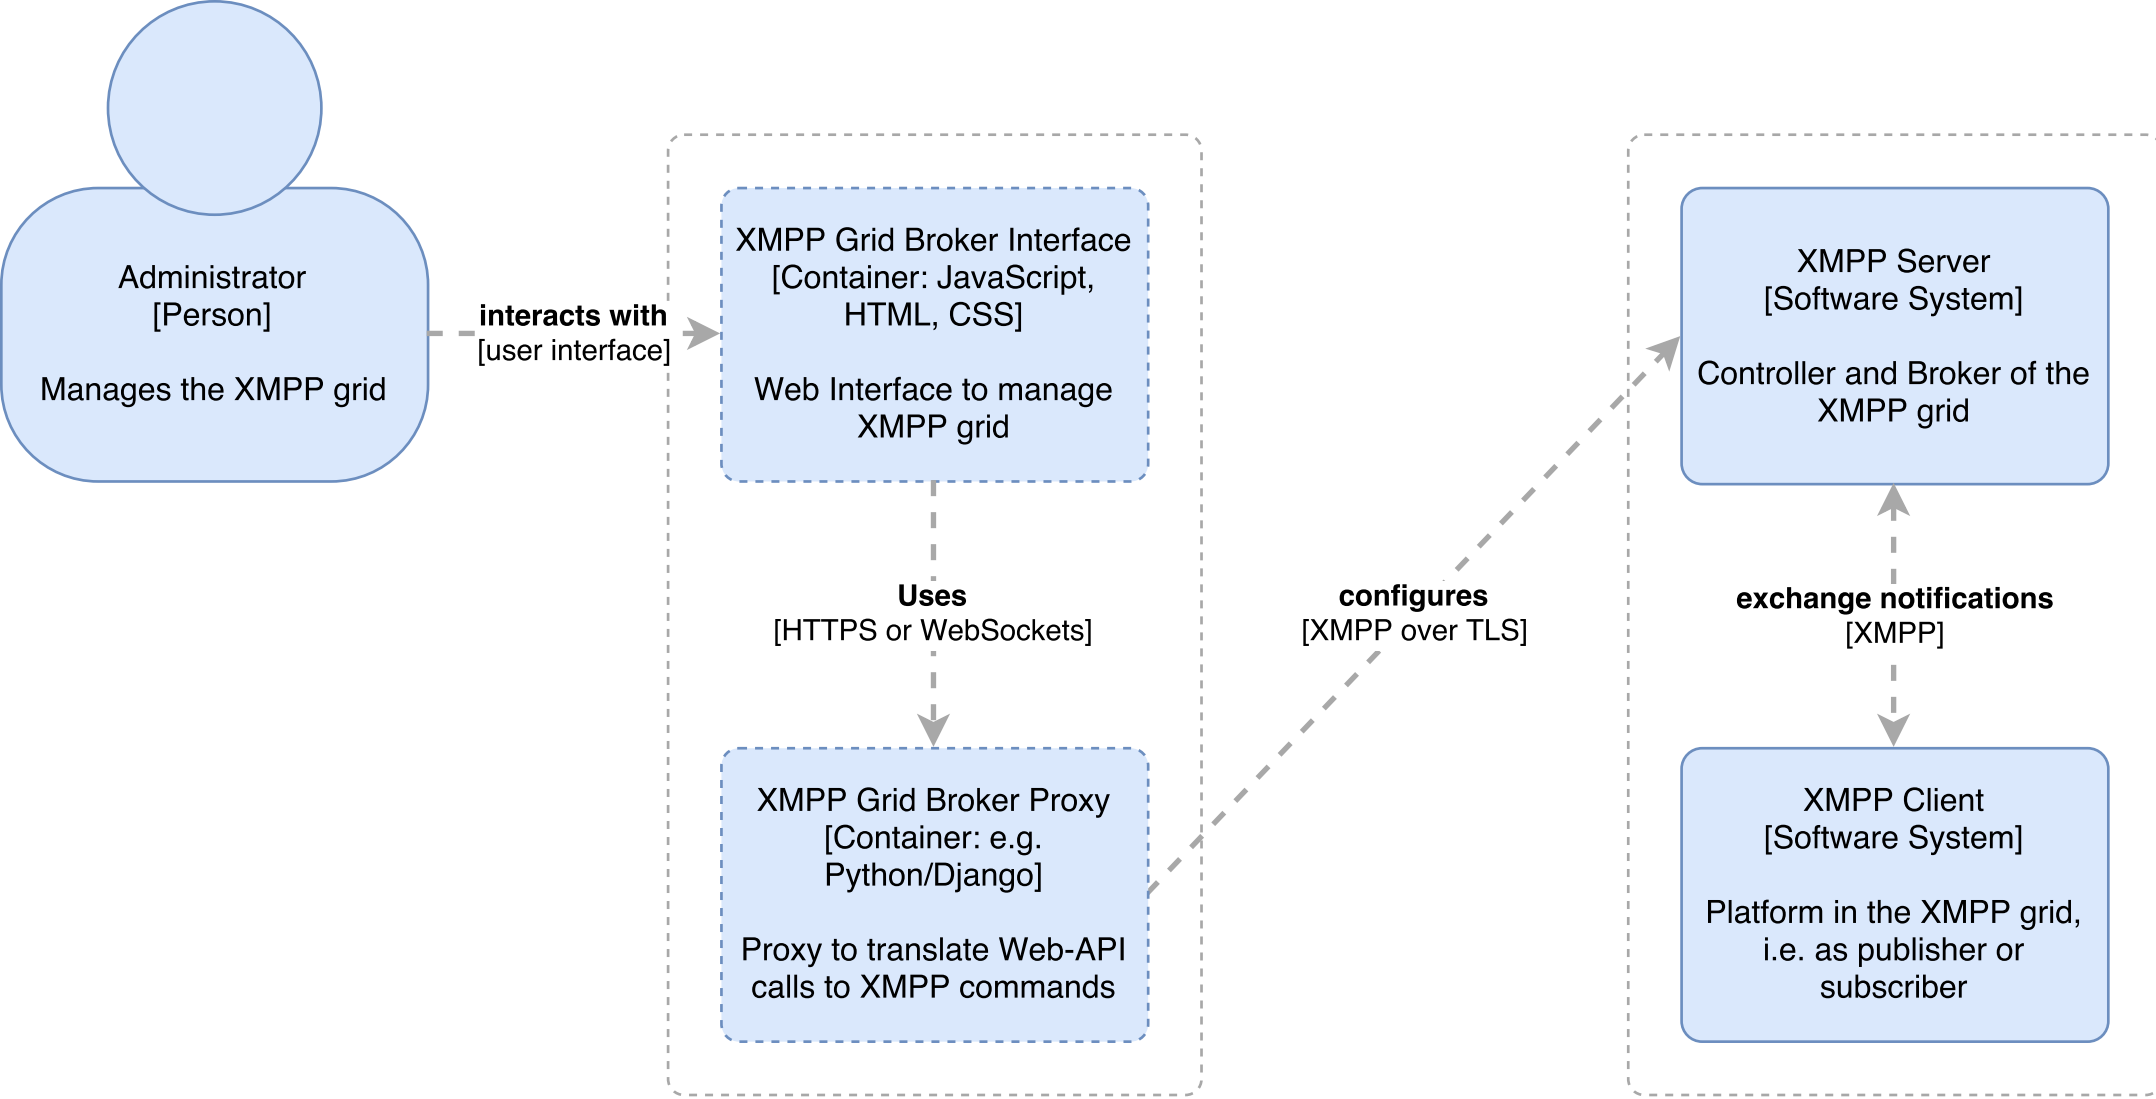 Administrator
[Person]
Manages the XMPP grid
interacts with
[user interface]
XMPP Grid Broker Interface
[Container: JavaScript,
HTML, CSS]
Web Interface to manage
XMPP grid
Uses
[HTTPS or WebSockets]
XMPP Grid Broker Proxy
[Container: e.g.
Python/Django]
Proxy to translate Web-API
calls to XMPP commands
configures
[XMPP over TLS]
XMPP Server
[Software System]
Controller and Broker of the
XMPP grid
exchange notifications
[XMPP]
XMPP Client
[Software System]
Platform in the XMPP grid,
i.e. as publisher or
subscriber